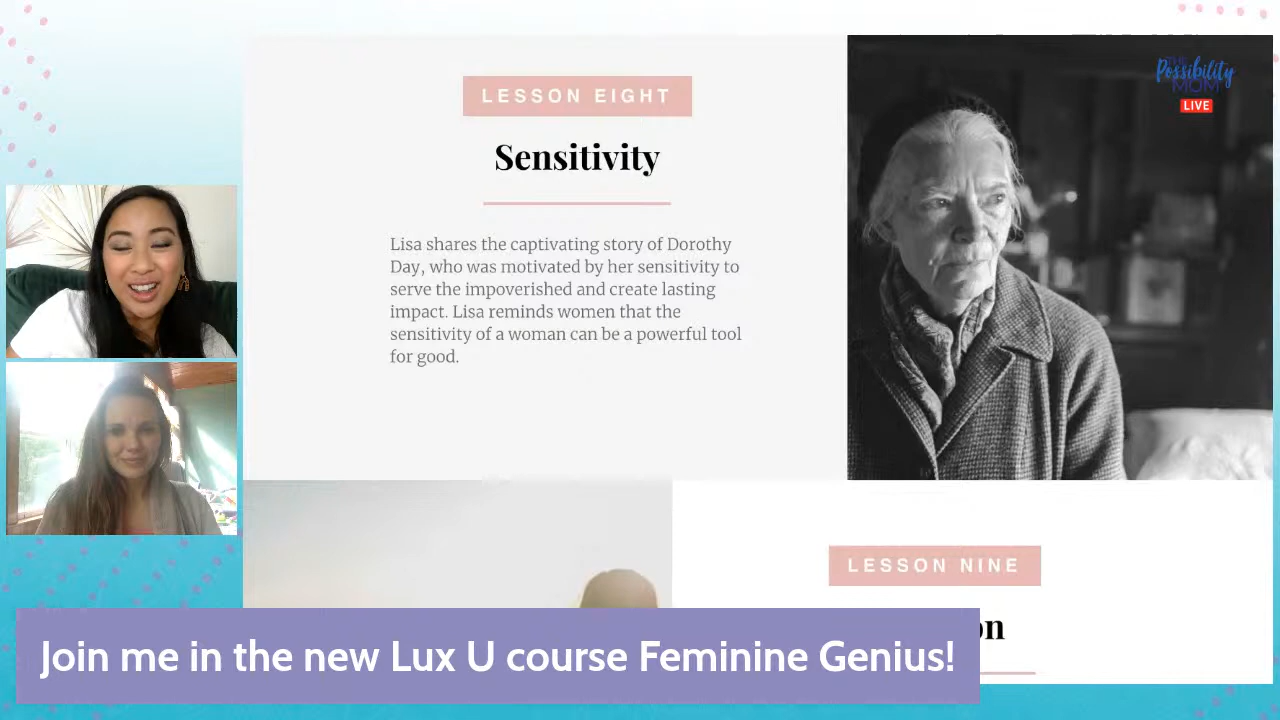 LESSON EIGHT
Sensitivity
Lisa shares the captivating story of Dorothy
Day, who was motivated by her sensitivity to
serve the impoverished and create lasting
impact. Lisa reminds women that the
sensitivity of a woman can be a powerful tool
for good.
THE
Possibility
MOM
LIVE
LESSON NINE
on
Join me in the new Lux U course Feminine Genius!